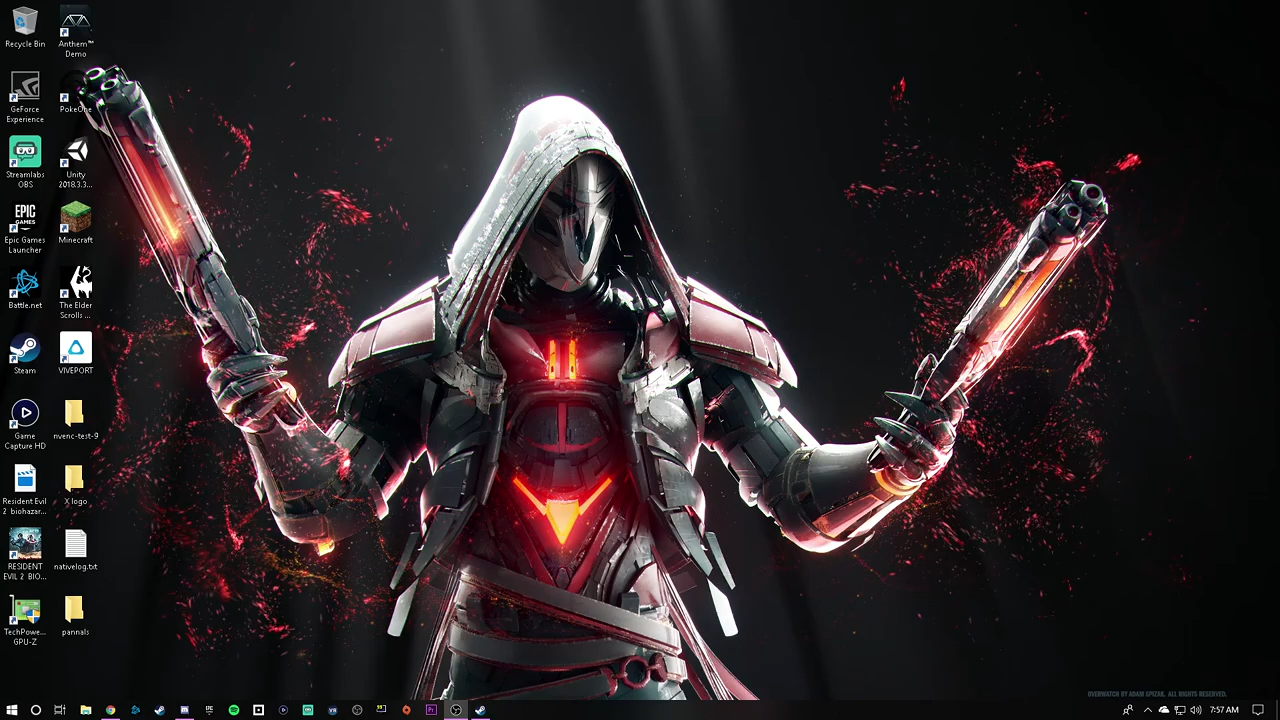 Recycle Bin
Anthem™
Demo
GeForce
Experience
PokeOne
Streamlabs
OBS
Unity
2018.3.3...
EPIC
GAMES
Epic Games
Launcher
Minecraft
Battle.net
The Elder
Scrolls ...
Steam
VIVEPORT
Game
Capture HD
nvenc-test-9
Resident Evil
2 biohazar...
X logo
RESIDENT
EVIL 2 BIO...
nativelog.txt
TechPowe...
GPU-Z
pannals
OVERWATCH BY ADAM SPIZAK. ALL RIGHTS RESERVED.
7:57 AM